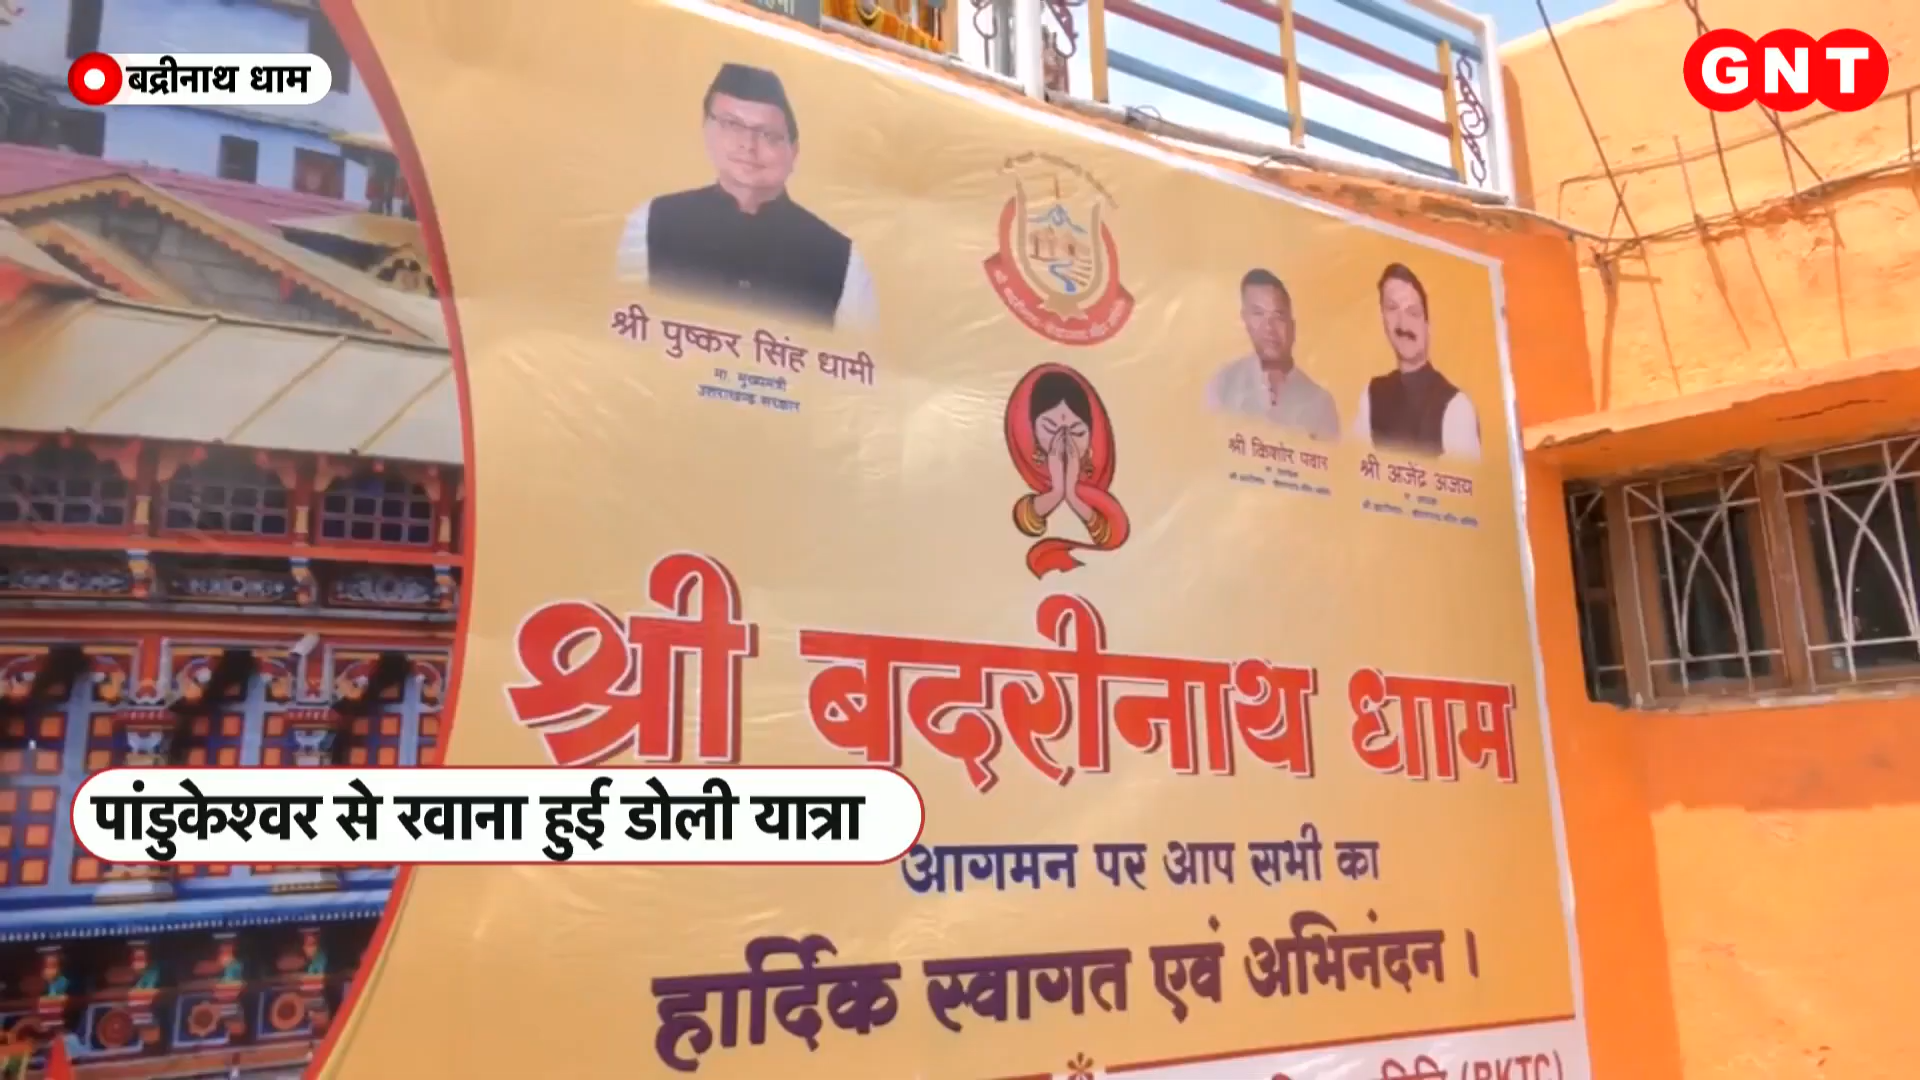 बद्रीनाथ धाम
GNT
श्री पुष्कर सिंह धामी
मा. मुख्यमंत्री
उत्तराखण्ड सरकार
श्री किशोर पंवार
श्री अजेंद्र अजय
श्री बदरीनाथ धाम
पांडुकेश्वर से रवाना हुई डोली यात्रा
आगमन पर आप सभी का
हार्दिक स्वागत एवं अभिनंदन ।
(BKTC)